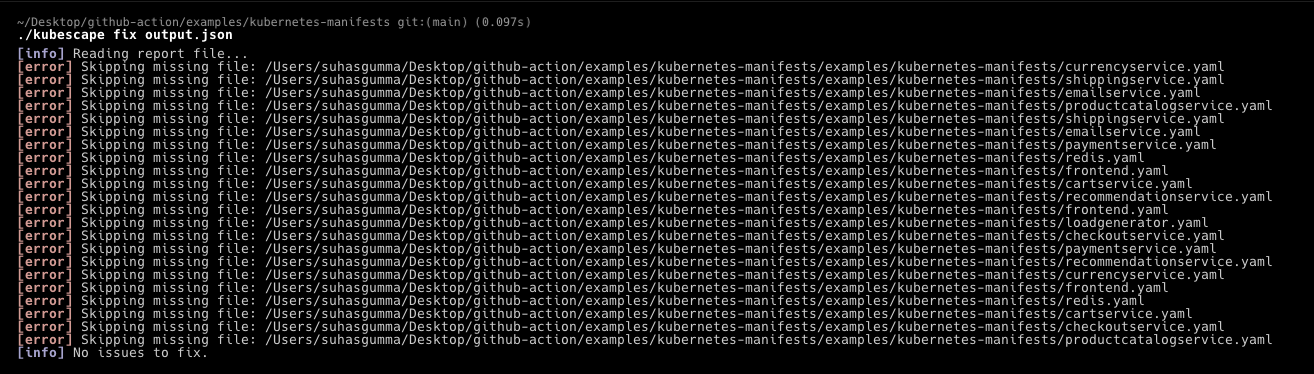 ~/Desktop/github-action/examples/kubernetes-manifests git:(main) (0.097s)
./kubescape fix output.json
[info] Reading report file...
[error] Skipping missing file: /Users/suhasgumma/Desktop/github-action/examples/kubernetes-manifests/examples/kubernetes-manifests/currencyservice.yaml
[error] Skipping missing file: /Users/suhasgumma/Desktop/github-action/examples/kubernetes-manifests/examples/kubernetes-manifests/shippingservice.yaml
[error] Skipping missing file: /Users/suhasgumma/Desktop/github-action/examples/kubernetes-manifests/examples/kubernetes-manifests/emailservice.yaml
[error] Skipping missing file: /Users/suhasgumma/Desktop/github-action/examples/kubernetes-manifests/examples/kubernetes-manifests/productcatalogservice.yaml
[error] Skipping missing file: /Users/suhasgumma/Desktop/github-action/examples/kubernetes-manifests/examples/kubernetes-manifests/shippingservice.yaml
[error] Skipping missing file: /Users/suhasgumma/Desktop/github-action/examples/kubernetes-manifests/examples/kubernetes-manifests/emailservice.yaml
[error] Skipping missing file: /Users/suhasgumma/Desktop/github-action/examples/kubernetes-manifests/examples/kubernetes-manifests/paymentservice.yaml
[error] Skipping missing file: /Users/suhasgumma/Desktop/github-action/examples/kubernetes-manifests/examples/kubernetes-manifests/redis.yaml
[error] Skipping missing file: /Users/suhasgumma/Desktop/github-action/examples/kubernetes-manifests/examples/kubernetes-manifests/frontend.yaml
[error] Skipping missing file: /Users/suhasgumma/Desktop/github-action/examples/kubernetes-manifests/examples/kubernetes-manifests/cartservice.yaml
[error] Skipping missing file: /Users/suhasgumma/Desktop/github-action/examples/kubernetes-manifests/examples/kubernetes-manifests/recommendationservice.yaml
[error] Skipping missing file: /Users/suhasgumma/Desktop/github-action/examples/kubernetes-manifests/examples/kubernetes-manifests/frontend.yaml
[error] Skipping missing file: /Users/suhasgumma/Desktop/github-action/examples/kubernetes-manifests/examples/kubernetes-manifests/loadgenerator.yaml
[error] Skipping missing file: /Users/suhasgumma/Desktop/github-action/examples/kubernetes-manifests/examples/kubernetes-manifests/checkoutservice.yaml
[error] Skipping missing file: /Users/suhasgumma/Desktop/github-action/examples/kubernetes-manifests/examples/kubernetes-manifests/paymentservice.yaml
[error] Skipping missing file: /Users/suhasgumma/Desktop/github-action/examples/kubernetes-manifests/examples/kubernetes-manifests/recommendationservice.yaml
[error] Skipping missing file: /Users/suhasgumma/Desktop/github-action/examples/kubernetes-manifests/examples/kubernetes-manifests/currencyservice.yaml
[error] Skipping missing file: /Users/suhasgumma/Desktop/github-action/examples/kubernetes-manifests/examples/kubernetes-manifests/frontend.yaml
[error] Skipping missing file: /Users/suhasgumma/Desktop/github-action/examples/kubernetes-manifests/examples/kubernetes-manifests/redis.yaml
[error] Skipping missing file: /Users/suhasgumma/Desktop/github-action/examples/kubernetes-manifests/examples/kubernetes-manifests/cartservice.yaml
[error] Skipping missing file: /Users/suhasgumma/Desktop/github-action/examples/kubernetes-manifests/examples/kubernetes-manifests/checkoutservice.yaml
[error] Skipping missing file: /Users/suhasgumma/Desktop/github-action/examples/kubernetes-manifests/examples/kubernetes-manifests/productcatalogservice.yaml
[info] No issues to fix.